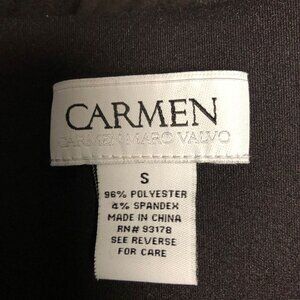 CARMEN
CARMEN MARC VALVO
S
96% POLYESTER
4% SPANDEX
MADE IN CHINA
RN# 93178
SEE REVERSE
FOR CARE